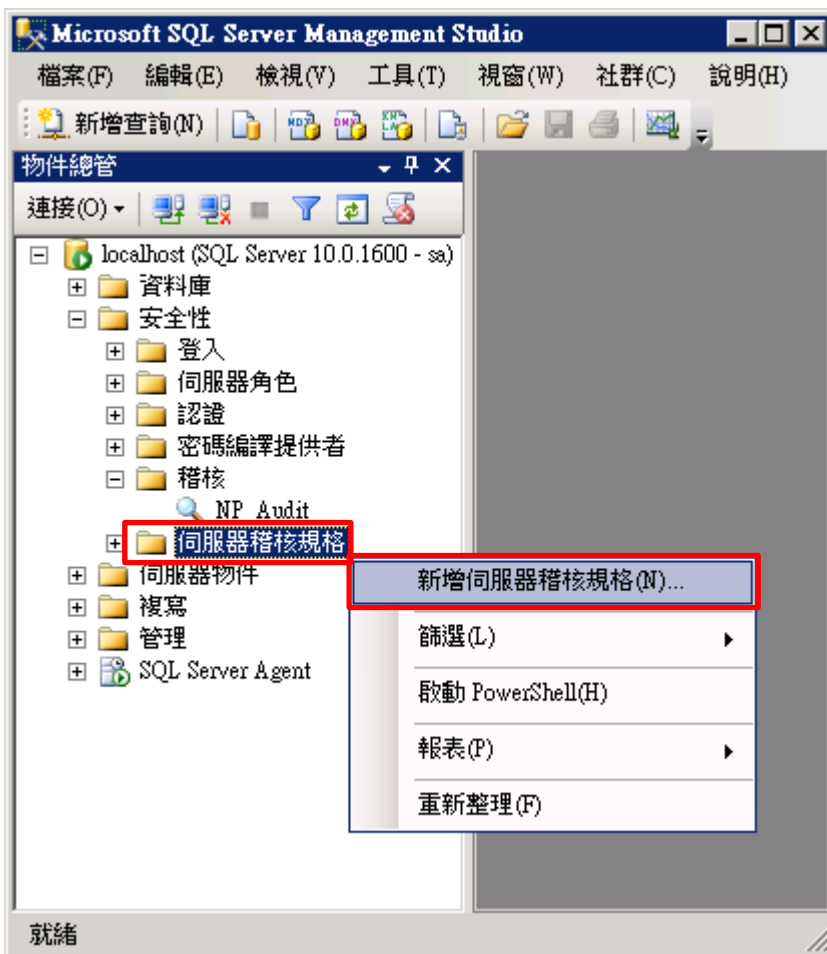 Microsoft SQL Server Management Studio
檔案(F) 編輯(E) 檢視(V) 工具(T) 視窗(W) 社群(C) 說明(H)
新增查詢(N)
物件總管
連接(O)
localhost (SQL Server 10.0.1600 - sa)
資料庫
安全性
登入
伺服器角色
認證
密碼編譯提供者
稽核
NP_Audit
伺服器稽核規格
新增伺服器稽核規格(N)...
伺服器物件
複寫
篩選(L)
管理
SQL Server Agent
啟動 PowerShell(H)
報表(P)
重新整理(F)
就緒